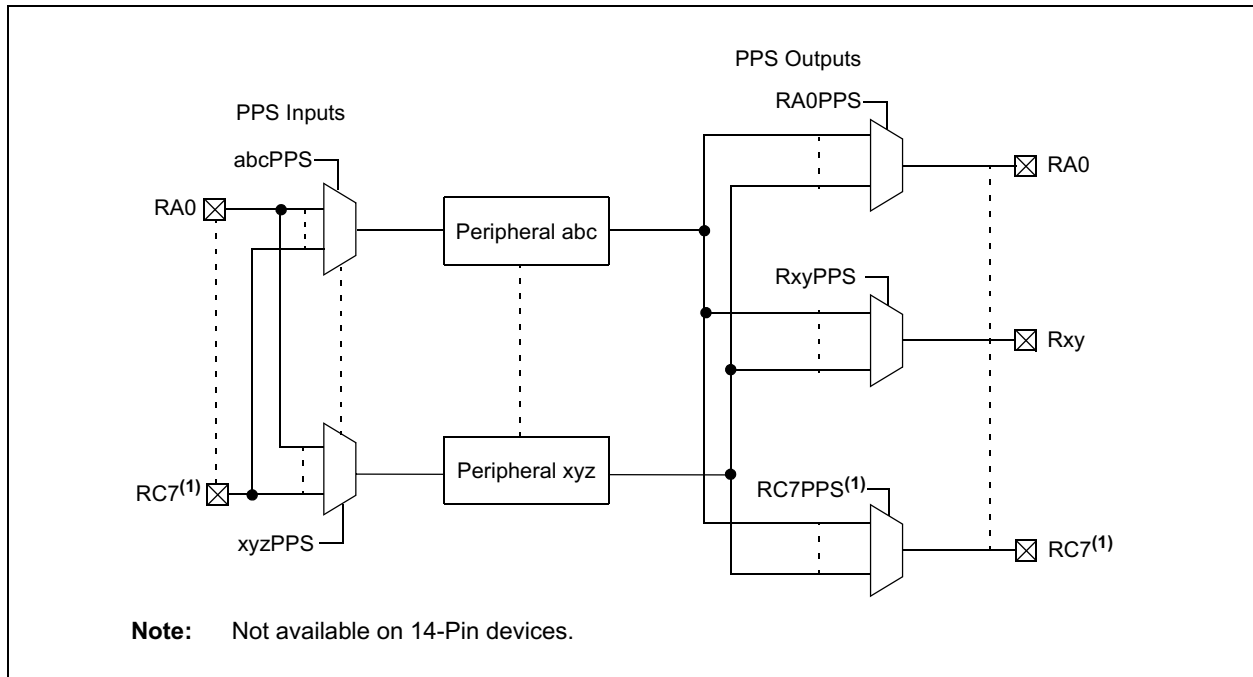 PPS Outputs
RA0PPS
PPS Inputs
abcPPS
RA0
RA0
Peripheral abc
RxyPPS
Rxy
Peripheral xyz
RC7(1)
RC7PPS(1)
xyzPPS
RC7(1)
Note: Not available on 14-Pin devices.